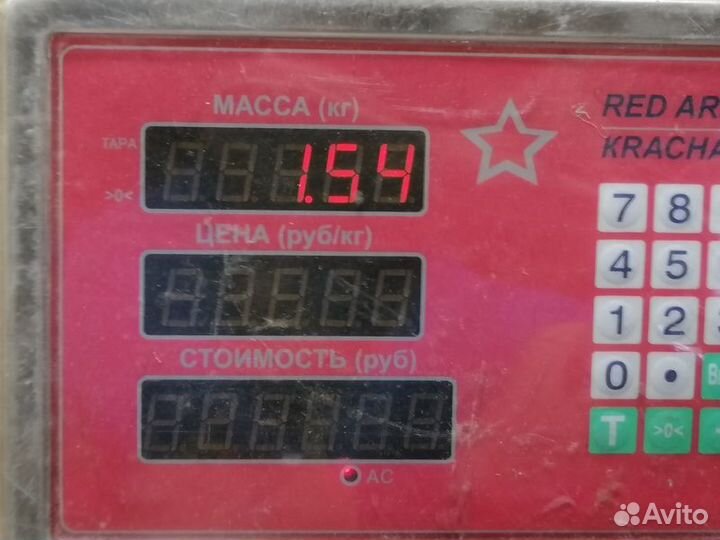 МАССА (кг)
RED AR
KRACHA
ТАРА
>0<
1.54
ЦЕНА (руб/кг)
СТОИМОСТЬ (руб)
АС
7 8
4 5
1 2
0 •
T >0<
Avito